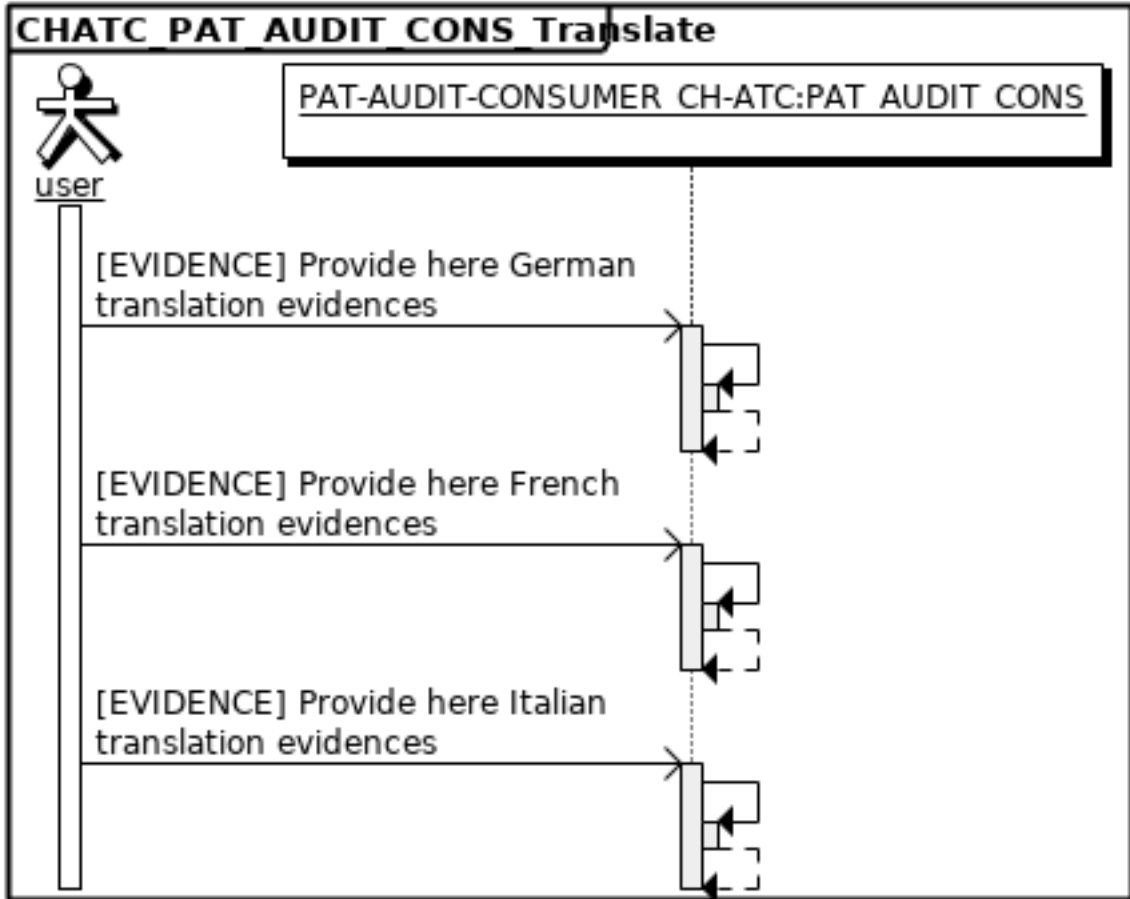 CHATC_PAT_AUDIT_CONS_Translate
PAT-AUDIT-CONSUMER_CH-ATC:PAT_AUDIT_CONS
user
[EVIDENCE] Provide here German
translation evidences
[EVIDENCE] Provide here French
translation evidences
[EVIDENCE] Provide here Italian
translation evidences